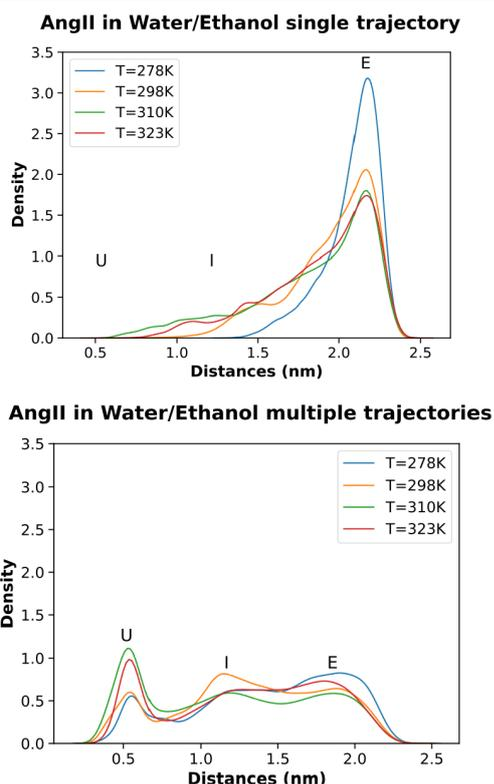 AngII in Water/Ethanol single trajectory
3.5
3.0
2.5
2.0
1.5
1.0
0.5
0.0
Density
T=278K
T=298K
T=310K
T=323K
E
U
I
0.5 1.0 1.5 2.0 2.5
Distances (nm)
AngII in Water/Ethanol multiple trajectories
3.5
3.0
2.5
2.0
1.5
1.0
0.5
0.0
Density
T=278K
T=298K
T=310K
T=323K
U
I
E
0.5 1.0 1.5 2.0 2.5
Distances (nm)